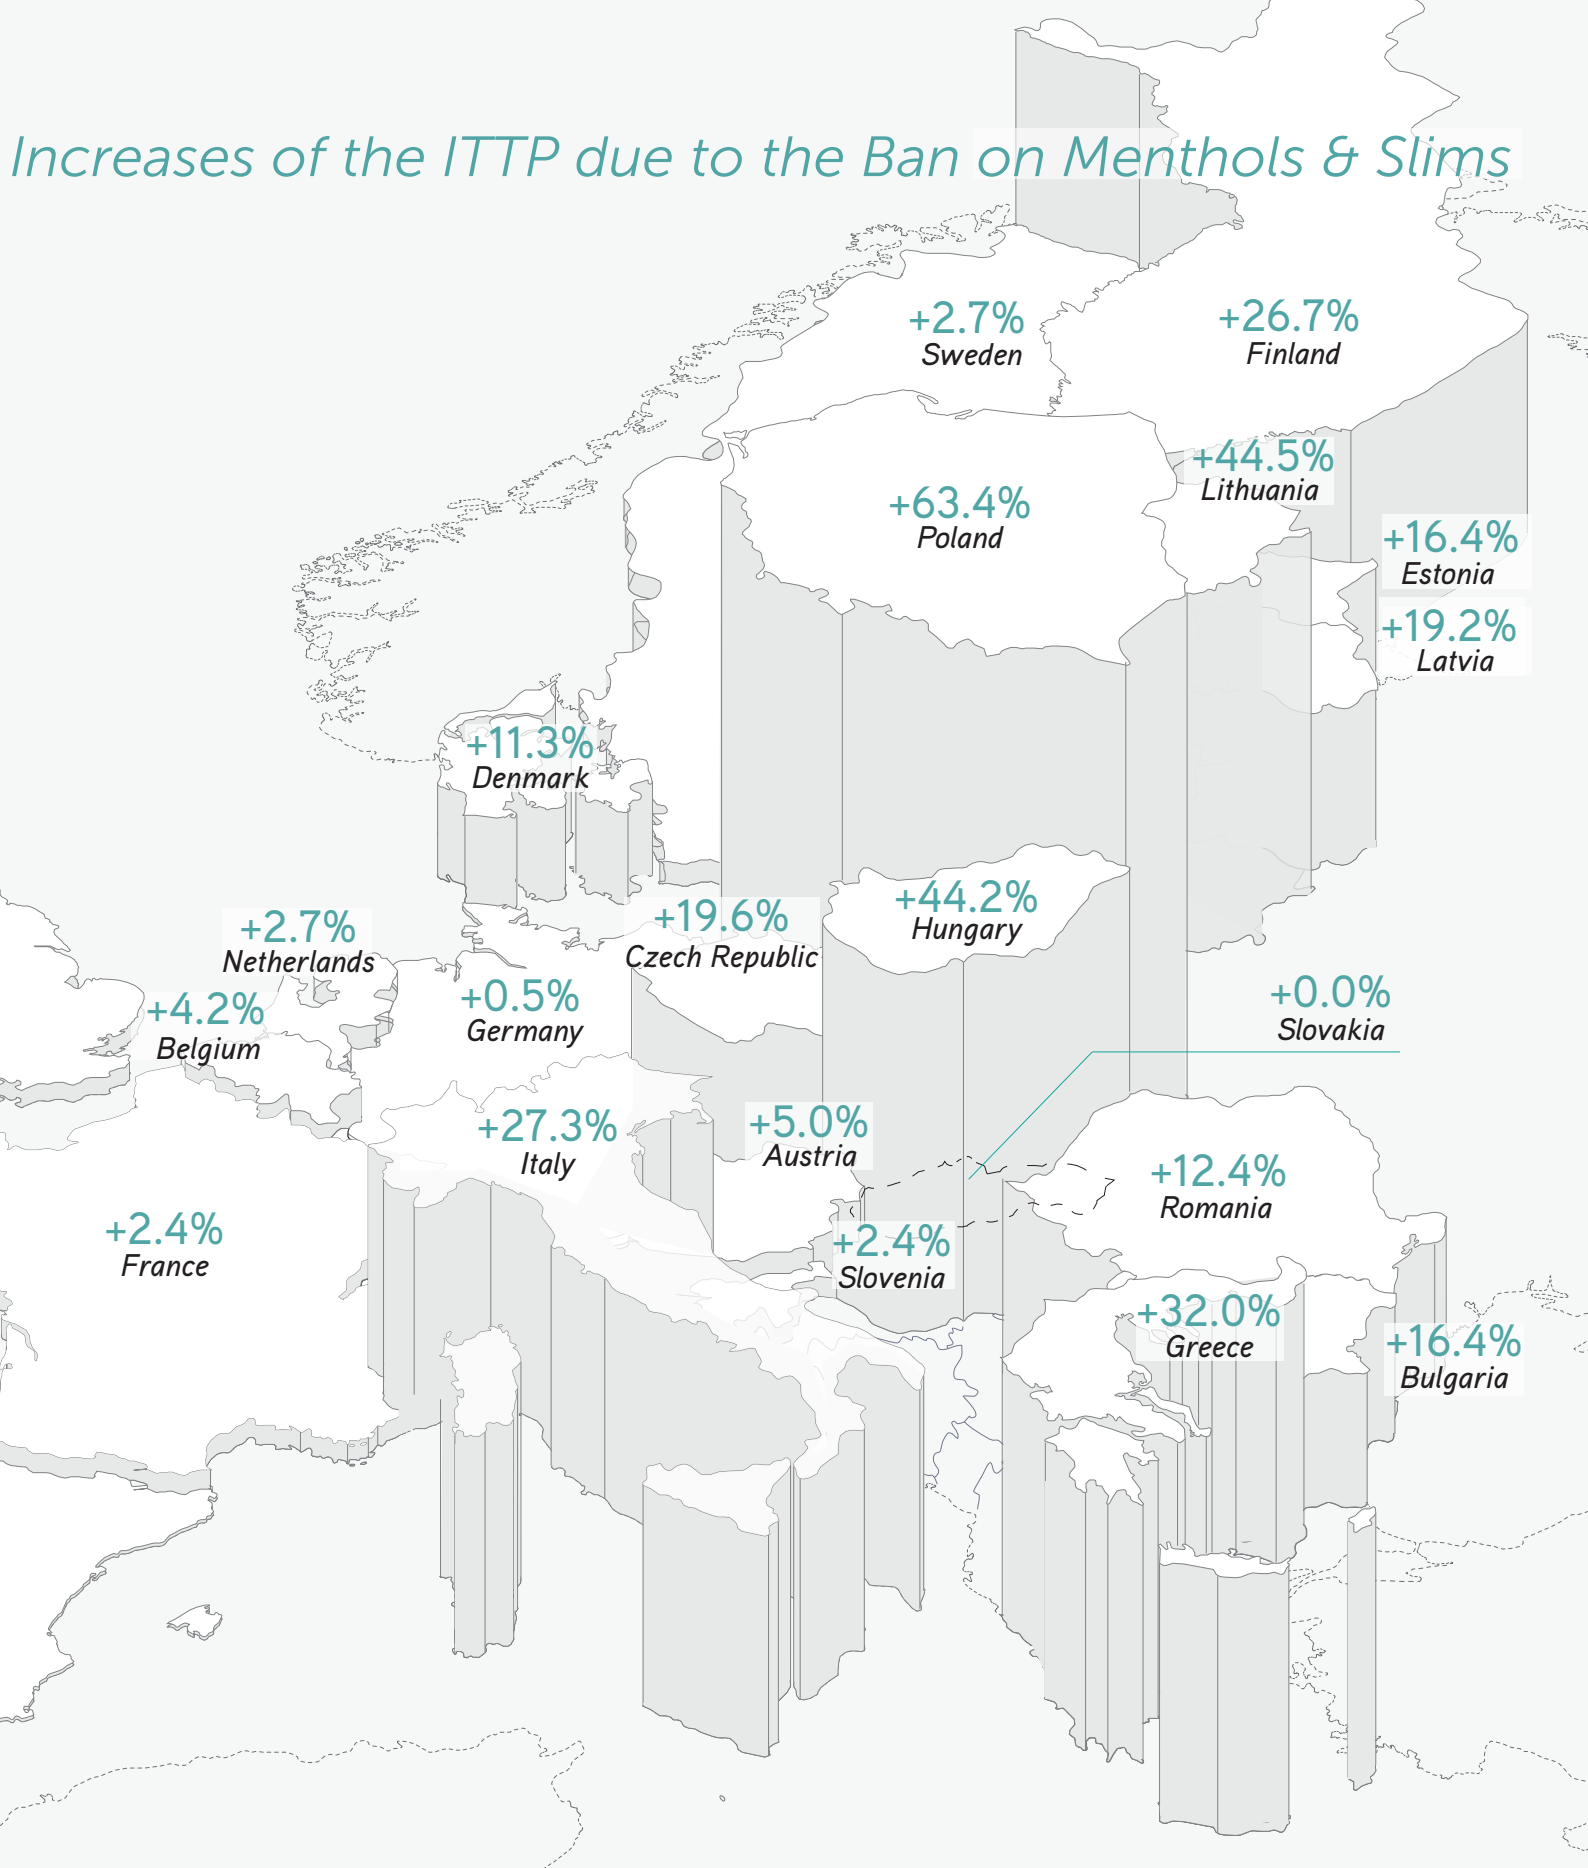 Increases of the ITTP due to the Ban on Menthols & Slims
+2.7%
Sweden
+26.7%
Finland
+44.5%
Lithuania
+63.4%
Poland
+16.4%
Estonia
+19.2%
Latvia
+11.3%
Denmark
+44.2%
Hungary
+19.6%
Czech Republic
+2.7%
Netherlands
+0.5%
Germany
+0.0%
Slovakia
+4.2%
Belgium
+27.3%
Italy
+5.0%
Austria
+12.4%
Romania
+2.4%
France
+2.4%
Slovenia
+32.0%
Greece
+16.4%
Bulgaria